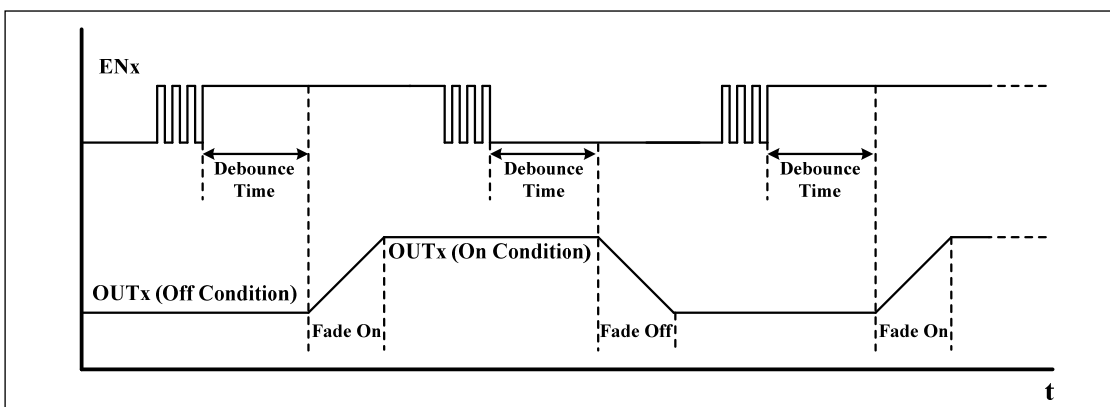 ENx
Debounce
Time
Debounce
Time
Debounce
Time
OUTx (On Condition)
OUTx (Off Condition)
Fade On
Fade Off
Fade On
t